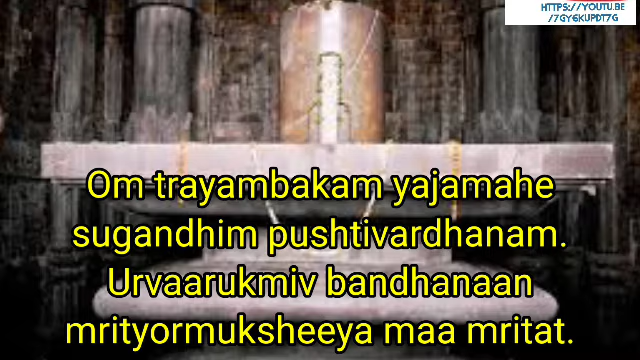 HTTPS://YOUTU.BE
/7GY6KUPDT7G
Om trayambakam yajamahe
sugandhim pushtivardhanam.
Urvaarukmiv bandhanaan
mrityormuksheeya maa mritat.